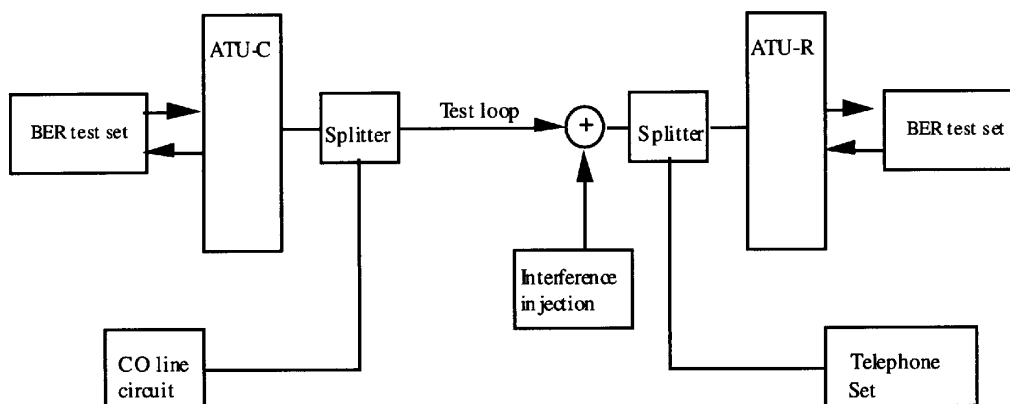 ATU-C
ATU-R
BER test set
Splitter
Test loop
+
Splitter
BER test set
Interference
injection
CO line
circuit
Telephone
Set